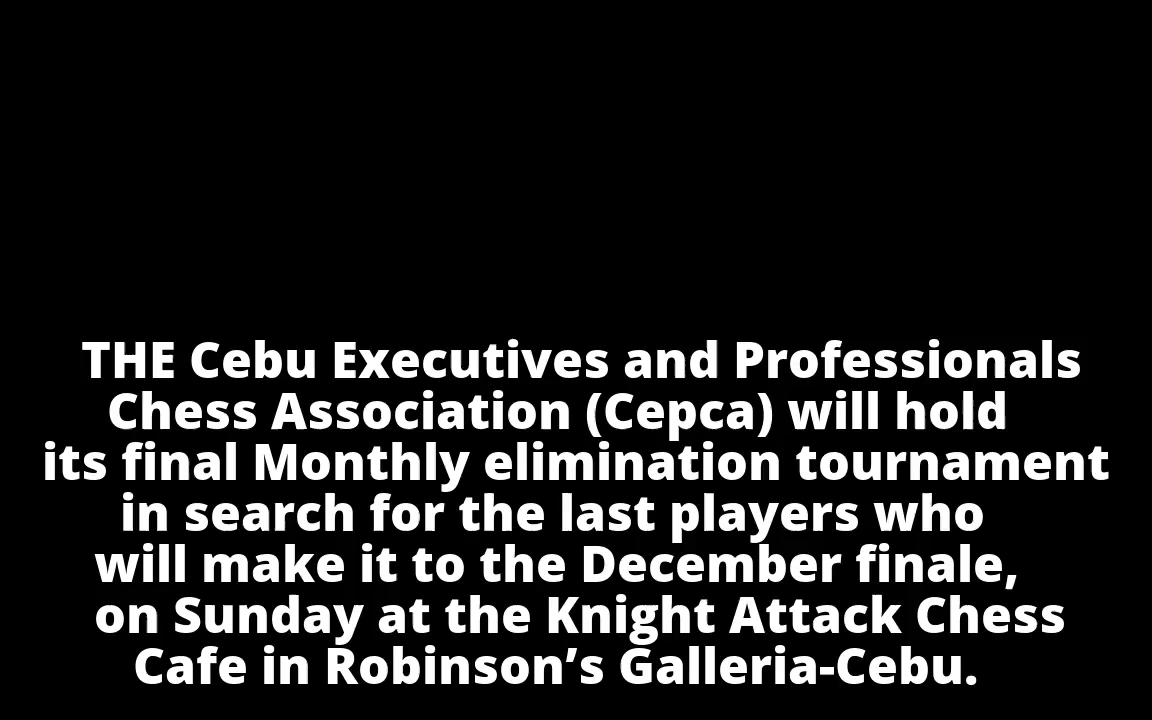 THE Cebu Executives and Professionals
Chess Association (Cepca) will hold
its final Monthly elimination tournament
in search for the last players who
will make it to the December finale,
on Sunday at the Knight Attack Chess
Cafe in Robinson’s Galleria-Cebu.